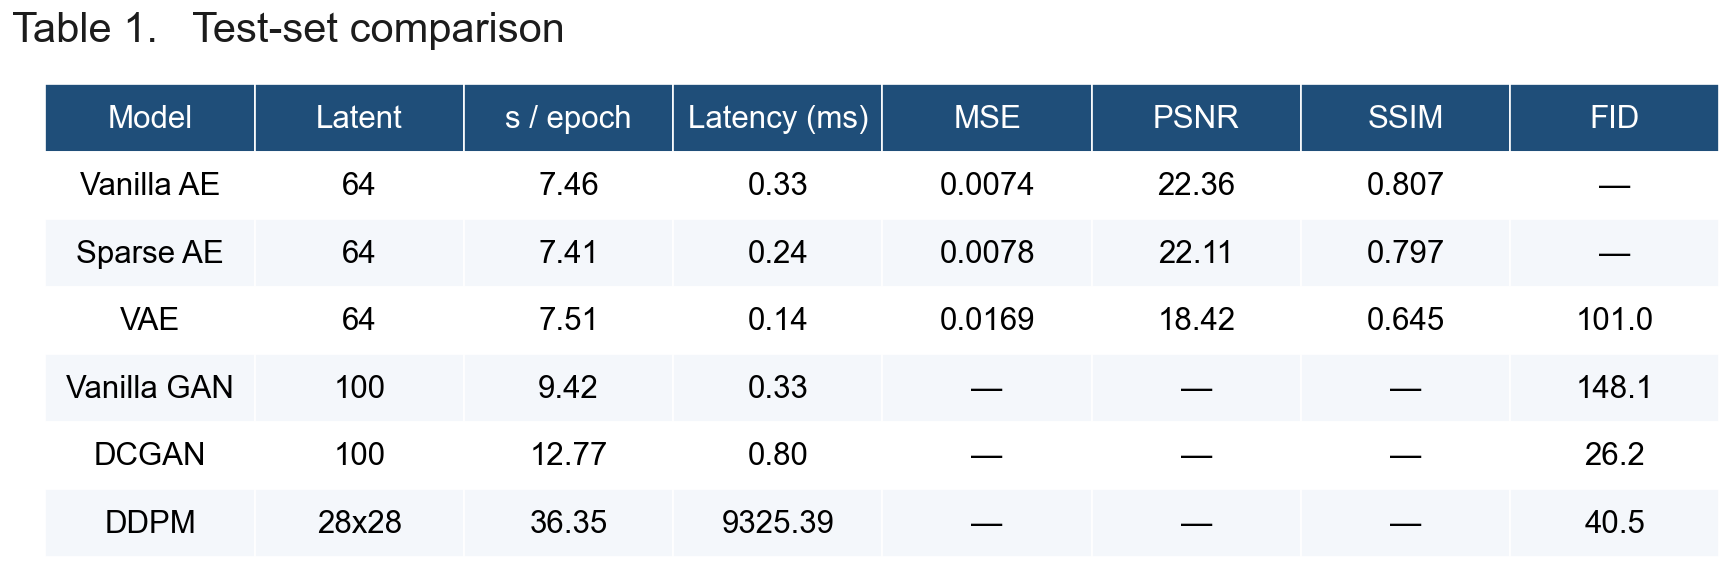 Table 1. Test-set comparison
Model Latent s / epoch Latency (ms) MSE PSNR SSIM FID
Vanilla AE 64 7.46 0.33 0.0074 22.36 0.807 —
Sparse AE 64 7.41 0.24 0.0078 22.11 0.797 —
VAE 64 7.51 0.14 0.0169 18.42 0.645 101.0
Vanilla GAN 100 9.42 0.33 — — — 148.1
DCGAN 100 12.77 0.80 — — — 26.2
DDPM 28x28 36.35 9325.39 — — — 40.5